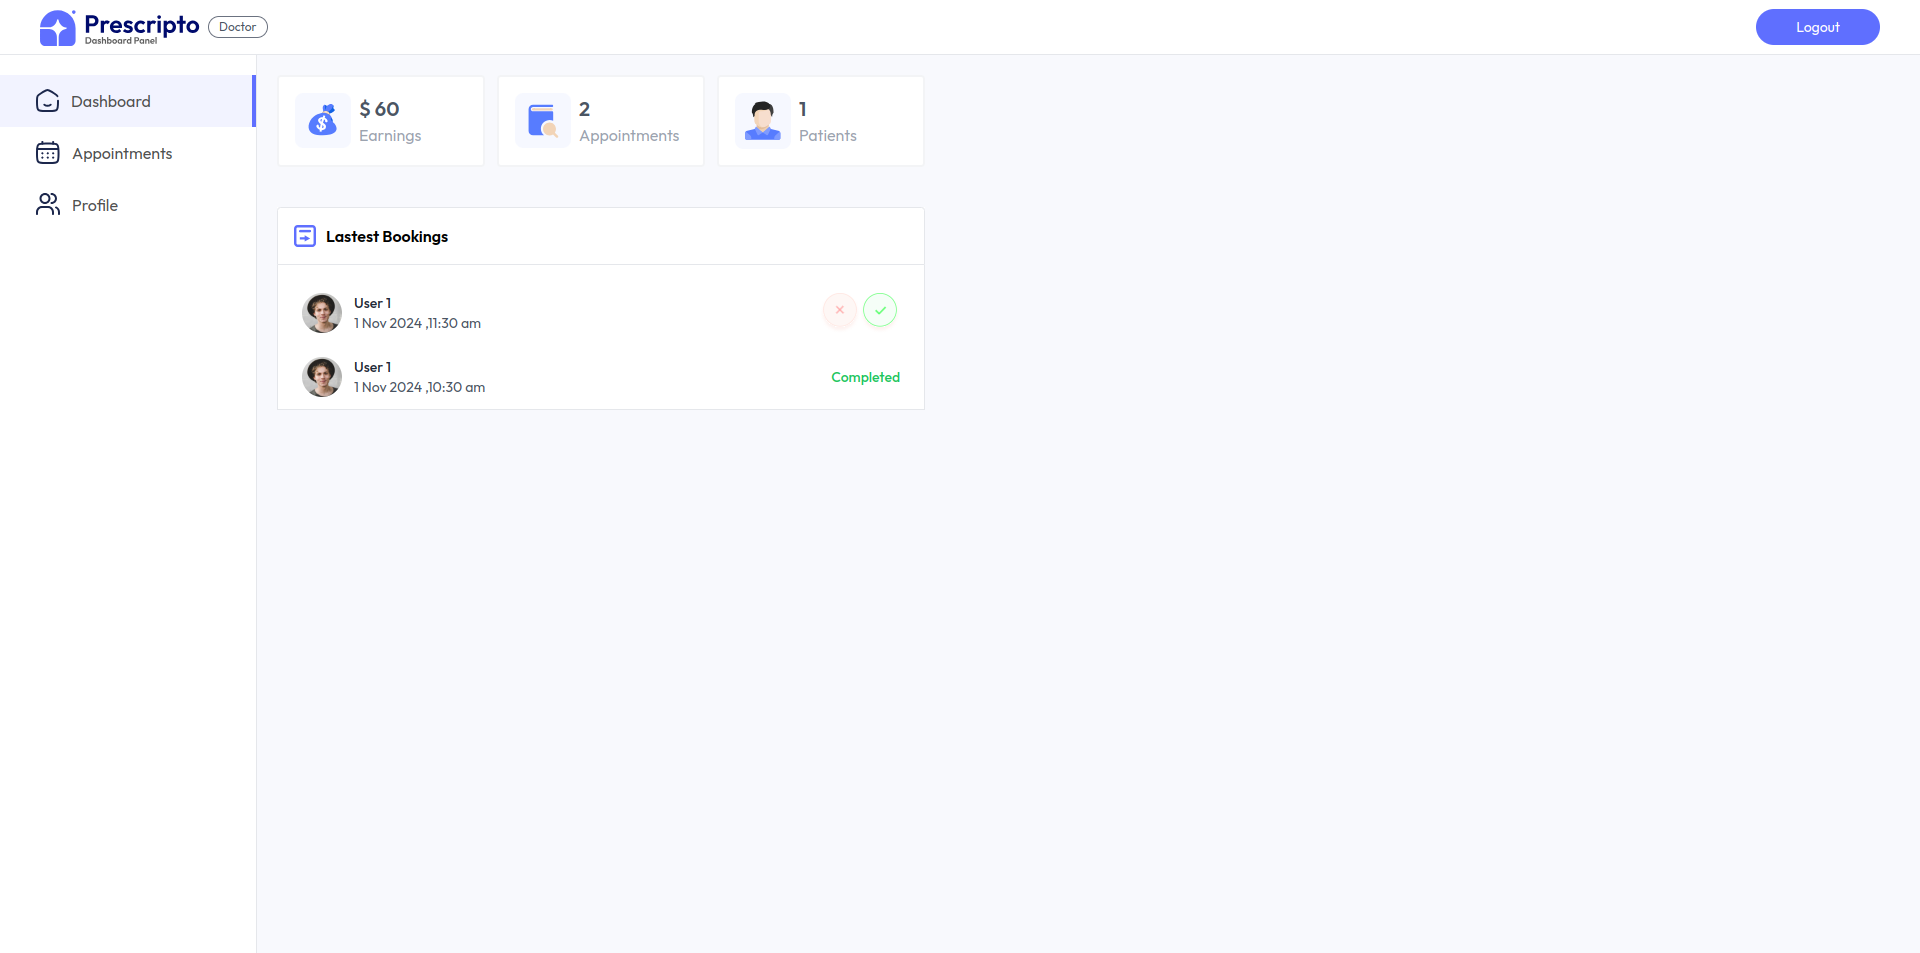 Prescripto
Dashboard Panel
Doctor
Logout
Dashboard
Appointments
Profile
$ 60
Earnings
2
Appointments
1
Patients
Lastest Bookings
User 1
1 Nov 2024 ,11:30 am
User 1
1 Nov 2024 ,10:30 am
Completed